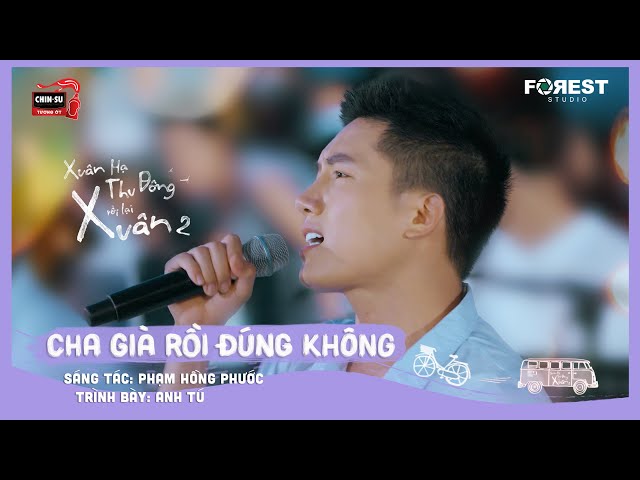 CHIN-SU
TƯƠNG ỚT
FOREST
STUDIO
Xuân Hạ
Thu Đông
rồi lại
Xuân 2
CHA GIÀ RỒI ĐÚNG KHÔNG
SÁNG TÁC: PHẠM HỒNG PHƯỚC
TRÌNH BÀY: ANH TÚ